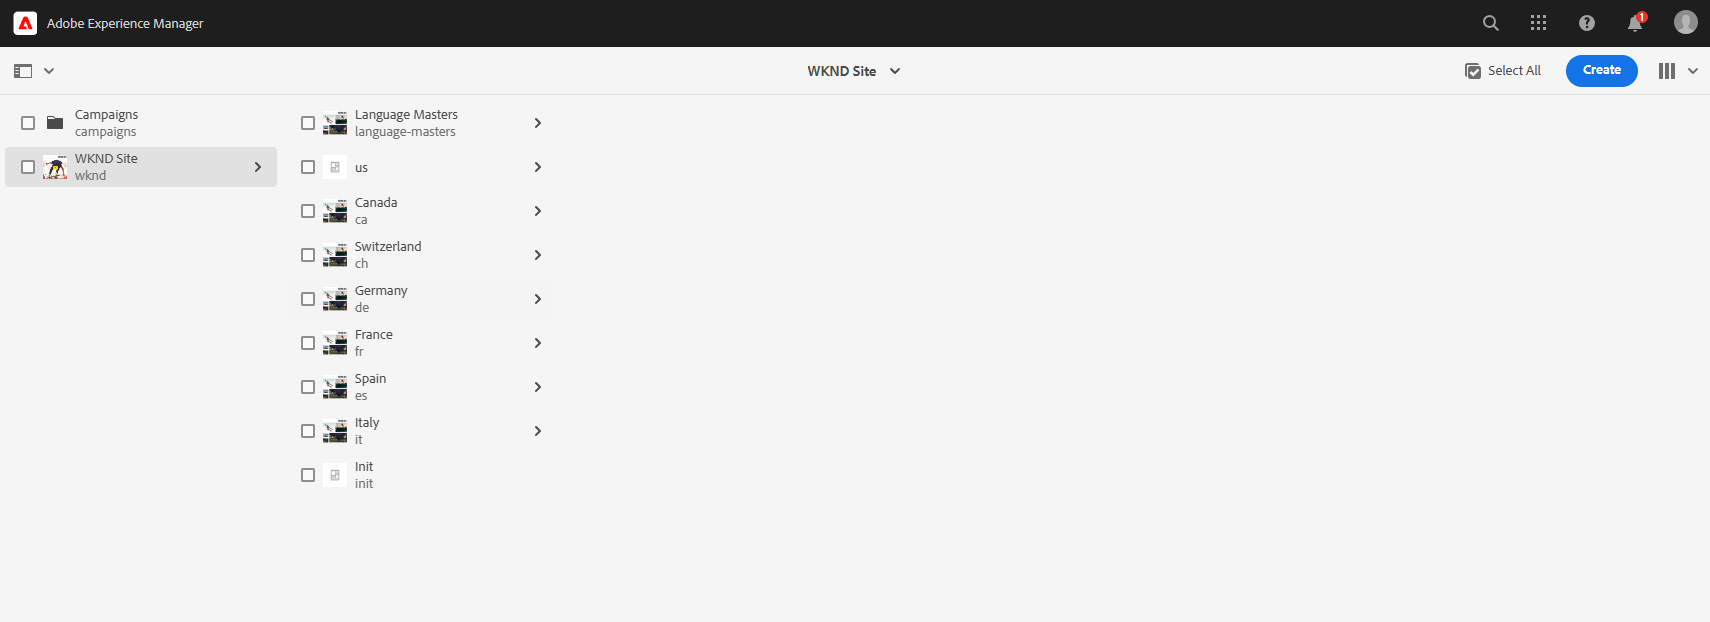 Adobe Experience Manager
1
WKND Site
Select All
Create
Campaigns
campaigns
WKND Site
wknd
Language Masters
language-masters
us
Canada
ca
Switzerland
ch
Germany
de
France
fr
Spain
es
Italy
it
Init
init